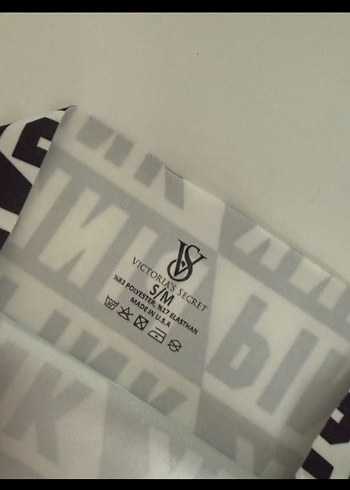 VS
VICTORIA'S SECRET
S/M
%83 POLYESTER, %17 ELASTHAN
MADE IN U.S.A